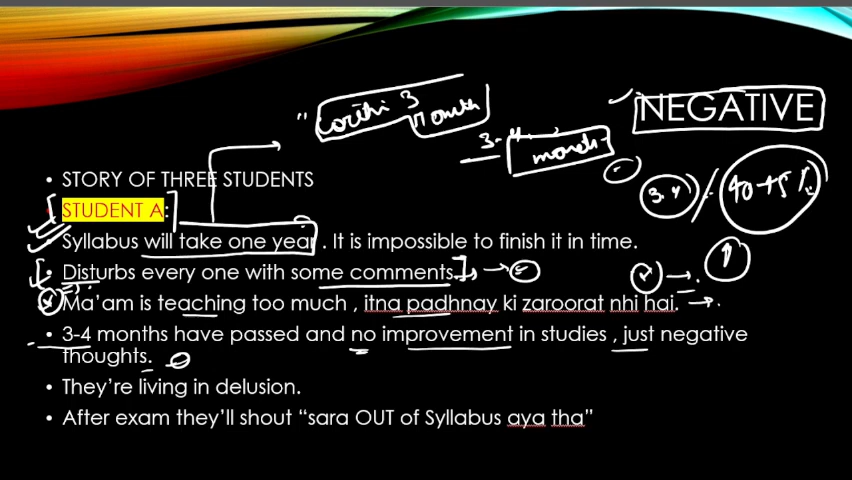 NEGATIVE
3
3-4
month
3.4 / 40+5%
• STORY OF THREE STUDENTS
• STUDENT A:
• Syllabus will take one year . It is impossible to finish it in time.
• Disturbs every one with some comments.
• Ma’am is teaching too much , itna padhnay ki zaroorat nhi hai.
• 3-4 months have passed and no improvement in studies , just negative
thoughts.
• They’re living in delusion.
• After exam they’ll shout “sara OUT of Syllabus aya tha”